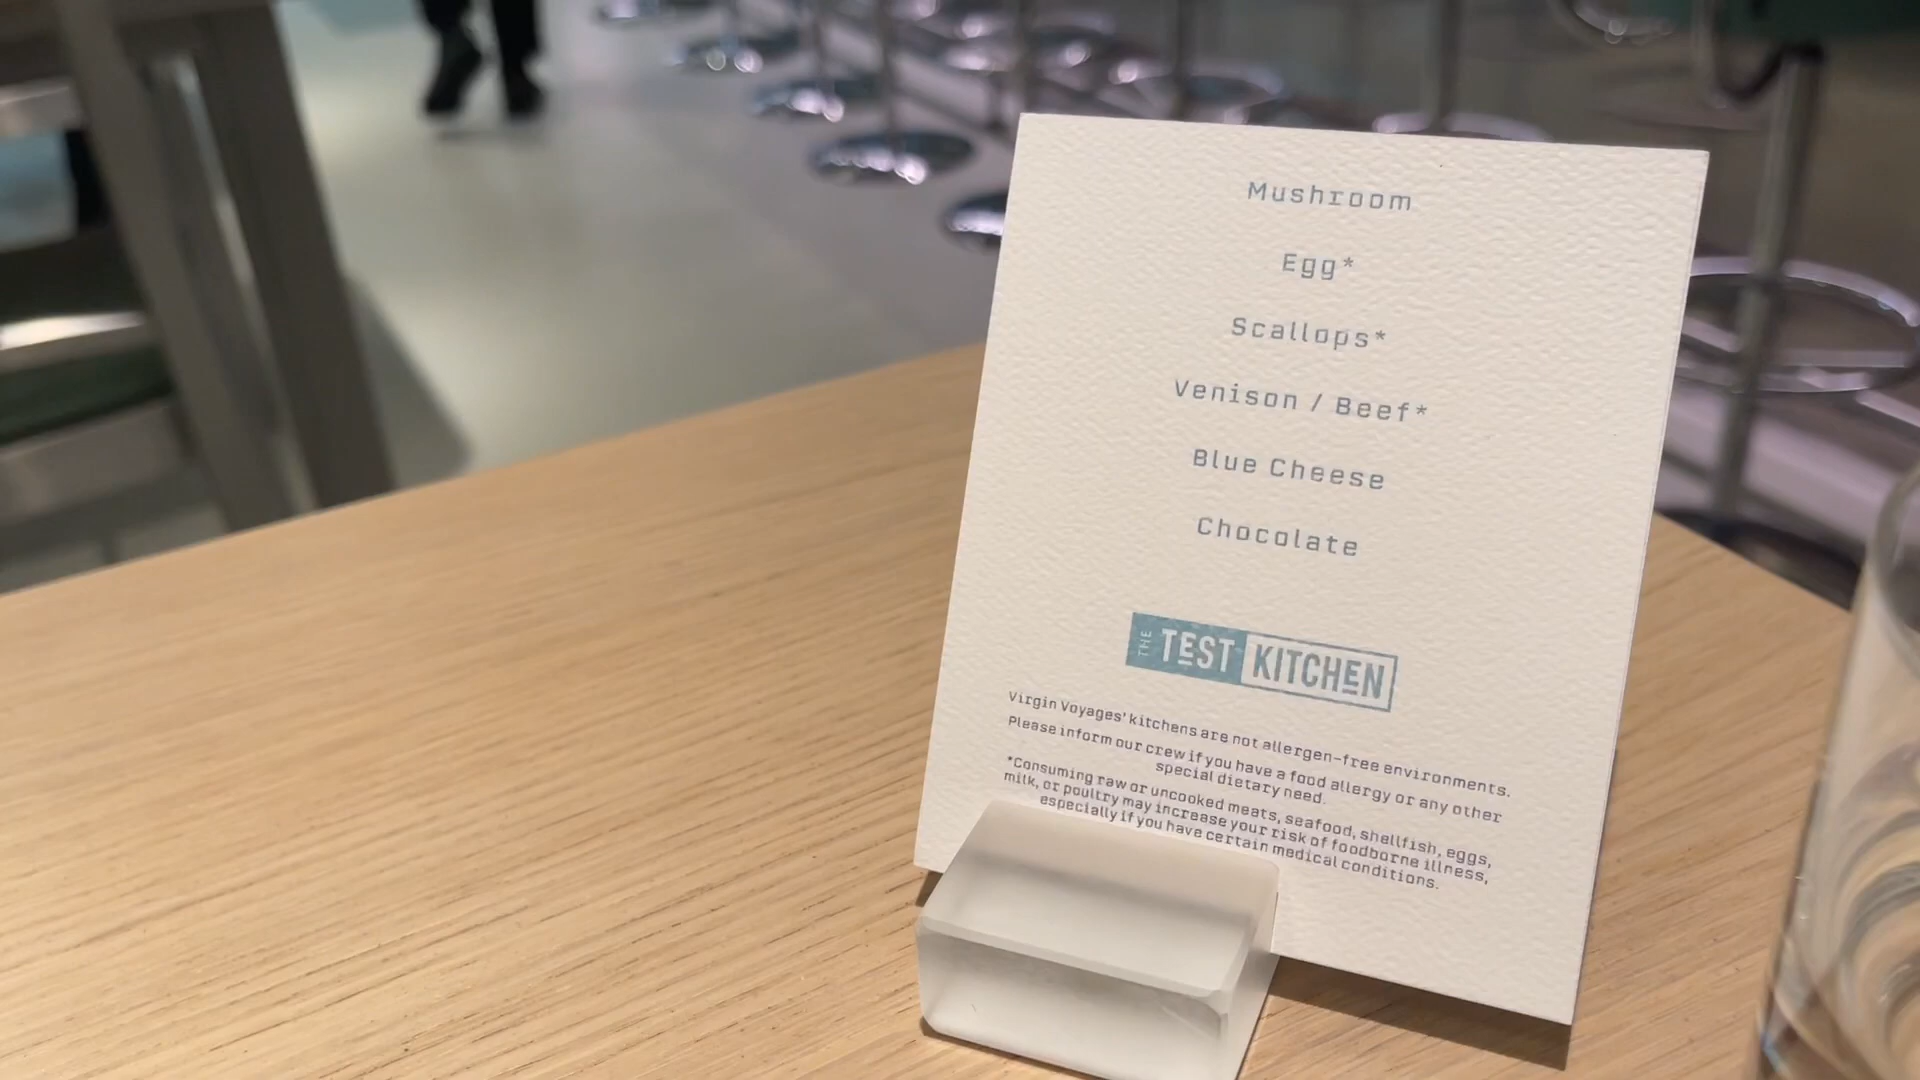 Mushroom
Egg*
Scallops*
Venison / Beef*
Blue Cheese
Chocolate
THE TEST KITCHEN
Virgin Voyages' kitchens are not allergen-free environments.
Please inform our crew if you have a food allergy or any other
special dietary need.
*Consuming raw or uncooked meats, seafood, shellfish, eggs,
milk, or poultry may increase your risk of foodborne illness,
especially if you have certain medical conditions.